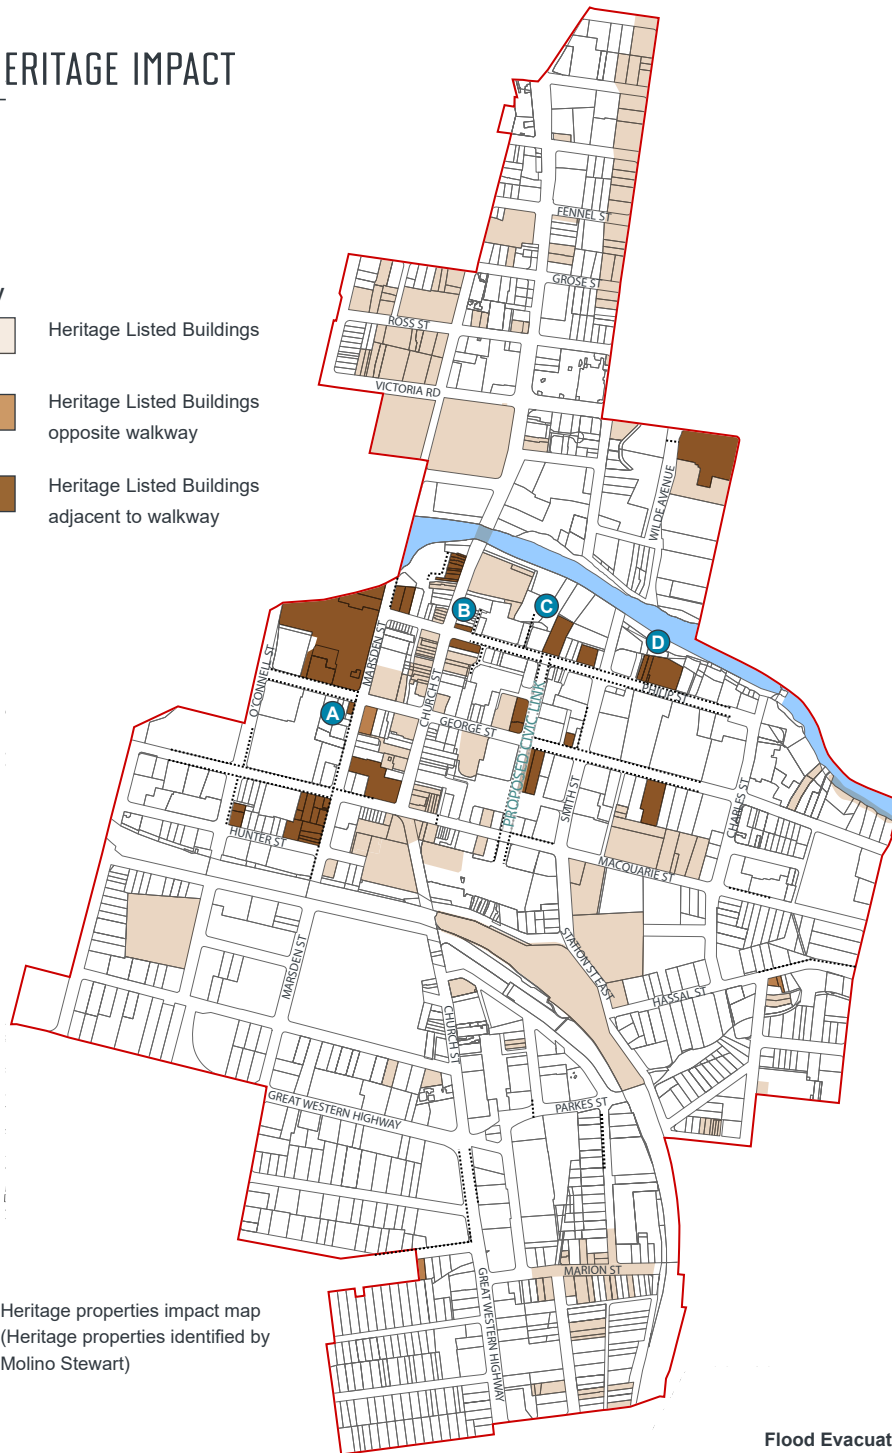 ERITAGE IMPACT
y
Heritage Listed Buildings
Heritage Listed Buildings
opposite walkway
Heritage Listed Buildings
adjacent to walkway
FENNEL ST
GROSE ST
ROSS ST
VICTORIA RD
WILDE AVENUE
B
C
D
MARSDEN ST
O'CONNELL ST
CHURCH ST
PHILIP ST
A
GEORGE ST
PROPOSED CIVIC LINK
SMITH ST
CHARLES ST
HUNTER ST
MACQUARIE ST
MARSDEN ST
STATION ST EAST
HASSAL ST
CHURCH ST
GREAT WESTERN HIGHWAY
PARKES ST
MARION ST
GREAT WESTERN HIGHWAY
Heritage properties impact map
(Heritage properties identified by
Molino Stewart)
Flood Evacuat